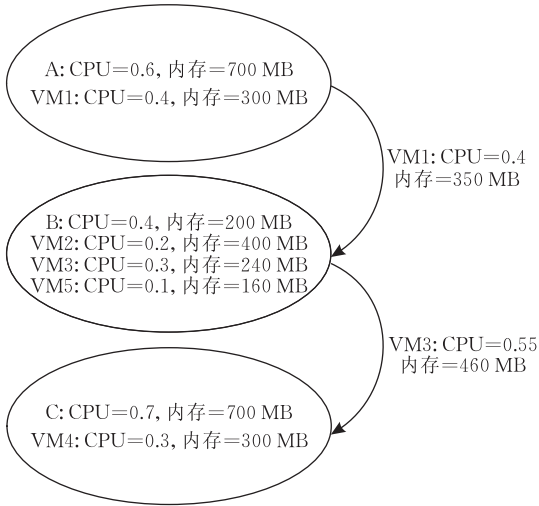 A: CPU=0.6, 内存=700 MB
VM1: CPU=0.4, 内存=300 MB
VM1: CPU=0.4
内存=350 MB
B: CPU=0.4, 内存=200 MB
VM2: CPU=0.2, 内存=400 MB
VM3: CPU=0.3, 内存=240 MB
VM5: CPU=0.1, 内存=160 MB
VM3: CPU=0.55
内存=460 MB
C: CPU=0.7, 内存=700 MB
VM4: CPU=0.3, 内存=300 MB